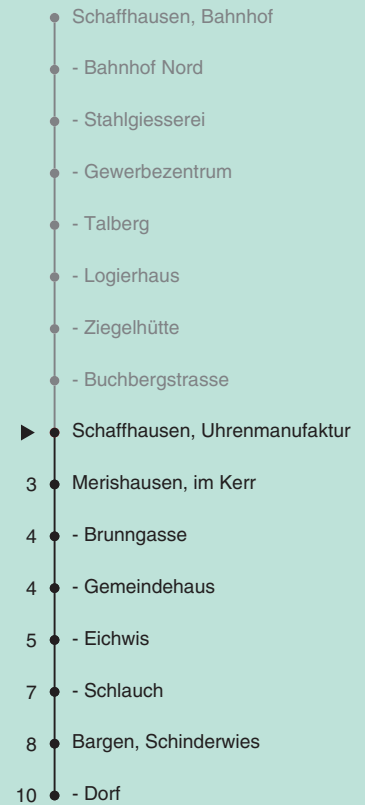 Schaffhausen, Bahnhof
- Bahnhof Nord
- Stahlgiesserei
- Gewerbezentrum
- Talberg
- Logierhaus
- Ziegelhütte
- Buchbergstrasse
Schaffhausen, Uhrenmanufaktur
3 Merishausen, im Kerr
4 - Brunngasse
4 - Gemeindehaus
5 - Eichwis
7 - Schlauch
8 Bargen, Schinderwies
10 - Dorf